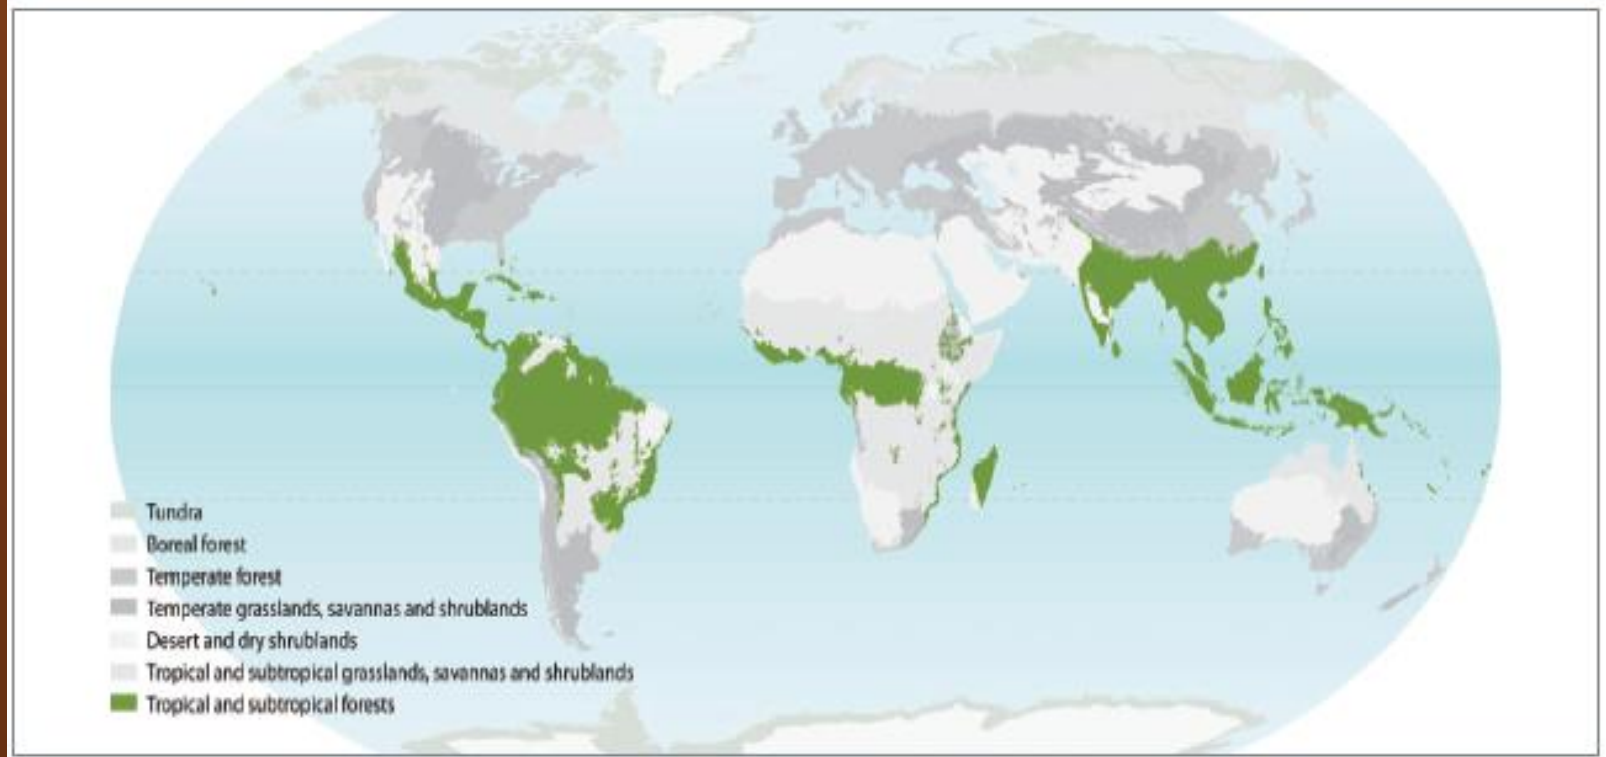 Tundra
Boreal forest
Temperate forest
Temperate grasslands, savannas and shrublands
Desert and dry shrublands
Tropical and subtropical grasslands, savannas and shrublands
Tropical and subtropical forests